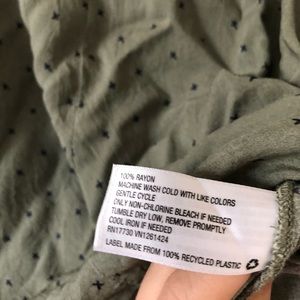 100% RAYON
MACHINE WASH COLD WITH LIKE COLORS
GENTLE CYCLE
ONLY NON-CHLORINE BLEACH IF NEEDED
TUMBLE DRY LOW, REMOVE PROMPTLY
COOL IRON IF NEEDED
RN17730 VN1261424
LABEL MADE FROM 100% RECYCLED PLASTIC